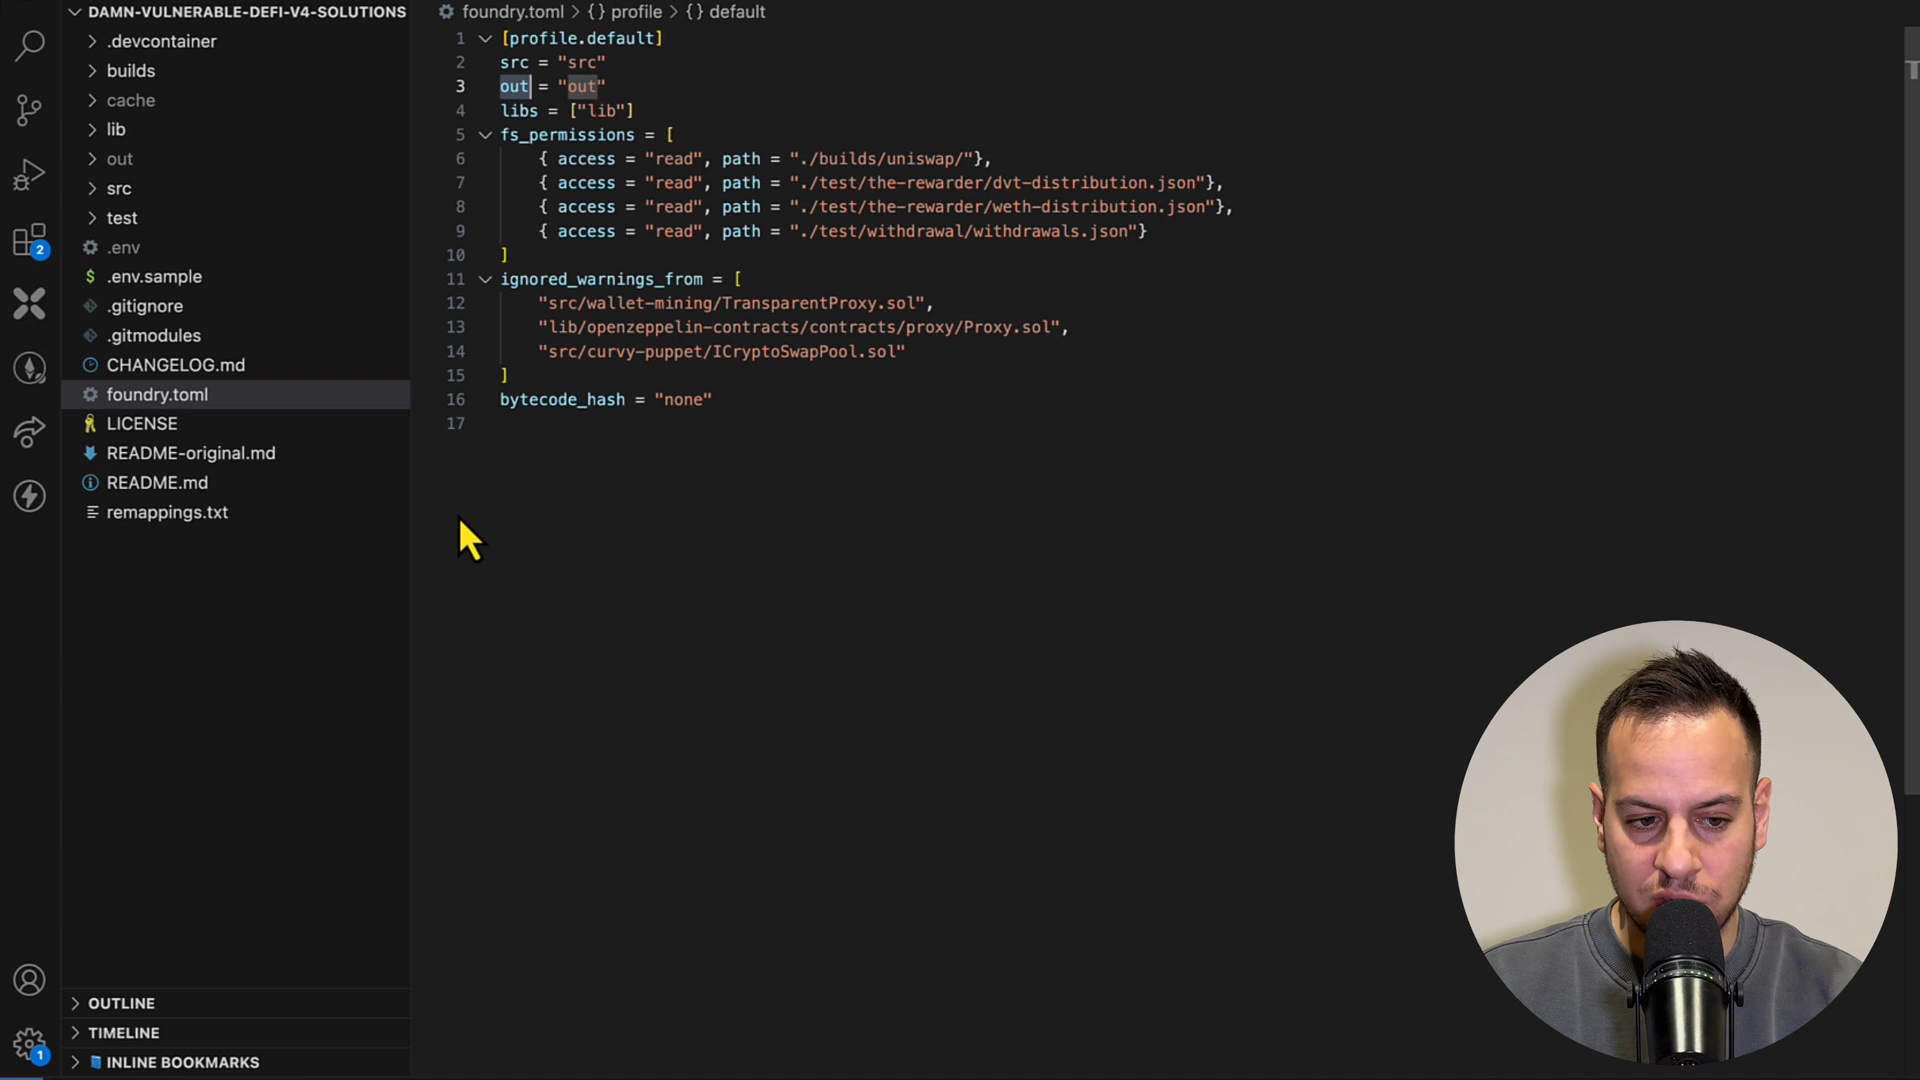 DAMN-VULNERABLE-DEFI-V4-SOLUTIONS
.devcontainer
builds
cache
lib
out
src
test
.env
$ .env.sample
.gitignore
.gitmodules
CHANGELOG.md
foundry.toml
LICENSE
README-original.md
README.md
remappings.txt
OUTLINE
TIMELINE
INLINE BOOKMARKS
2
1
foundry.toml > {} profile > {} default
1 [profile.default]
2 src = "src"
3 out = "out"
4 libs = ["lib"]
5 fs_permissions = [
6 { access = "read", path = "./builds/uniswap/"},
7 { access = "read", path = "./test/the-rewarder/dvt-distribution.json"},
8 { access = "read", path = "./test/the-rewarder/weth-distribution.json"},
9 { access = "read", path = "./test/withdrawal/withdrawals.json"}
10 ]
11 ignored_warnings_from = [
12 "src/wallet-mining/TransparentProxy.sol",
13 "lib/openzeppelin-contracts/contracts/proxy/Proxy.sol",
14 "src/curvy-puppet/ICryptoSwapPool.sol"
15 ]
16 bytecode_hash = "none"
17